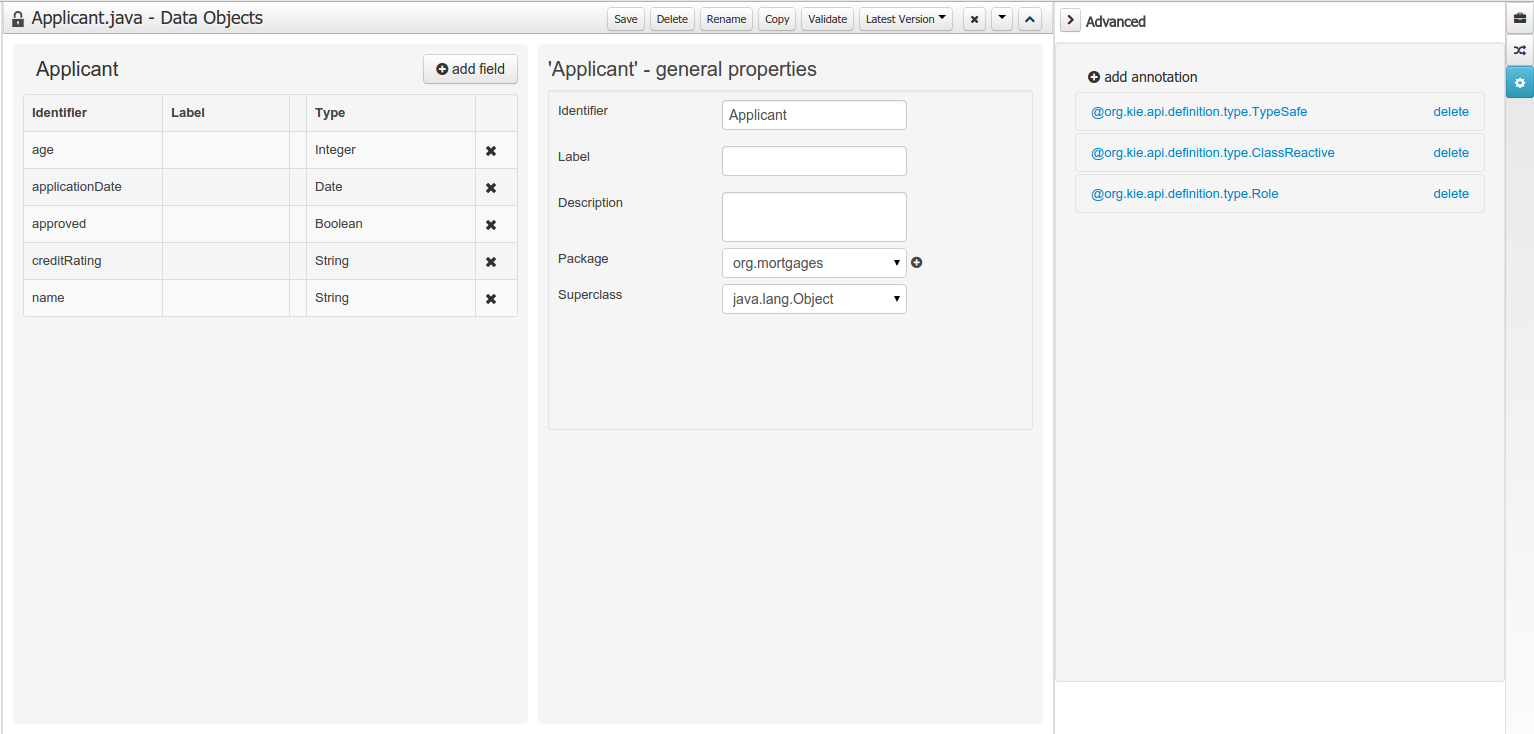 Applicant.java - Data Objects
Save Delete Rename Copy Validate Latest Version
Applicant
add field
Identifier Label Type
age Integer
applicationDate Date
approved Boolean
creditRating String
name String
'Applicant' - general properties
Identifier Applicant
Label
Description
Package org.mortgages
Superclass java.lang.Object
Advanced
add annotation
@org.kie.api.definition.type.TypeSafe delete
@org.kie.api.definition.type.ClassReactive delete
@org.kie.api.definition.type.Role delete